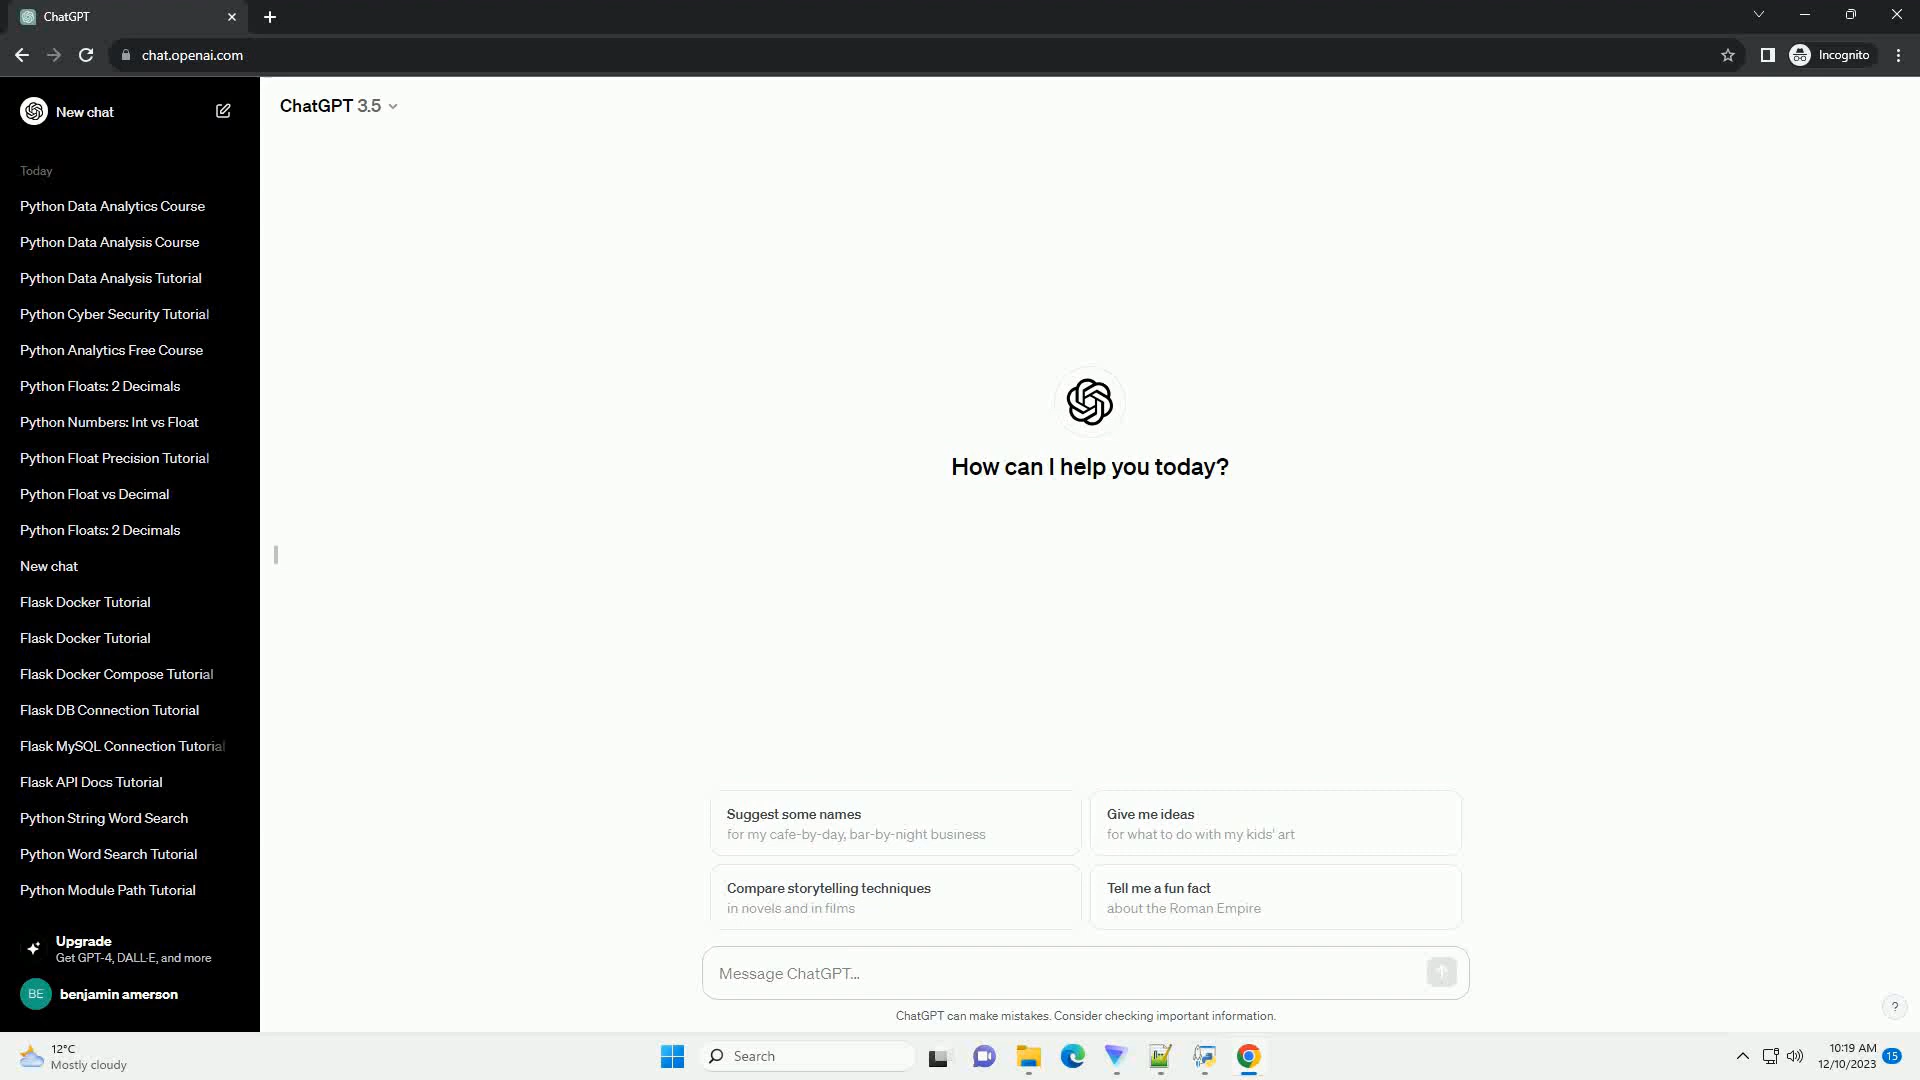 ChatGPT
chat.openai.com
Incognito
New chat
ChatGPT 3.5
Today
Python Data Analytics Course
Python Data Analysis Course
Python Data Analysis Tutorial
Python Cyber Security Tutorial
Python Analytics Free Course
Python Floats: 2 Decimals
Python Numbers: Int vs Float
Python Float Precision Tutorial
Python Float vs Decimal
Python Floats: 2 Decimals
New chat
Flask Docker Tutorial
Flask Docker Tutorial
Flask Docker Compose Tutorial
Flask DB Connection Tutorial
Flask MySQL Connection Tutorial
Flask API Docs Tutorial
Python String Word Search
Python Word Search Tutorial
Python Module Path Tutorial
Upgrade
Get GPT-4, DALL·E, and more
BE
benjamin amerson
How can I help you today?
Suggest some names
for my cafe-by-day, bar-by-night business
Give me ideas
for what to do with my kids' art
Compare storytelling techniques
in novels and in films
Tell me a fun fact
about the Roman Empire
Message ChatGPT...
ChatGPT can make mistakes. Consider checking important information.
?
12°C
Mostly cloudy
Search
10:19 AM
12/10/2023
15